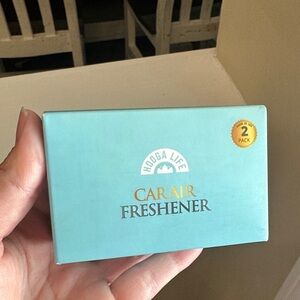 HOOGA LIFE
2
PACK
CAR AIR
FRESHENER